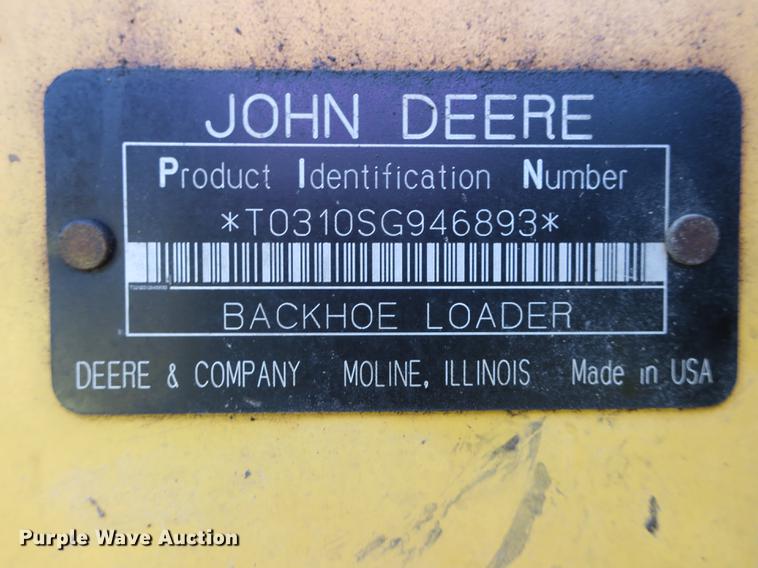 JOHN DEERE
Product Identification Number
*T0310SG946893*
BACKHOE LOADER
DEERE & COMPANY MOLINE, ILLINOIS Made in USA
Purple Wave Auction